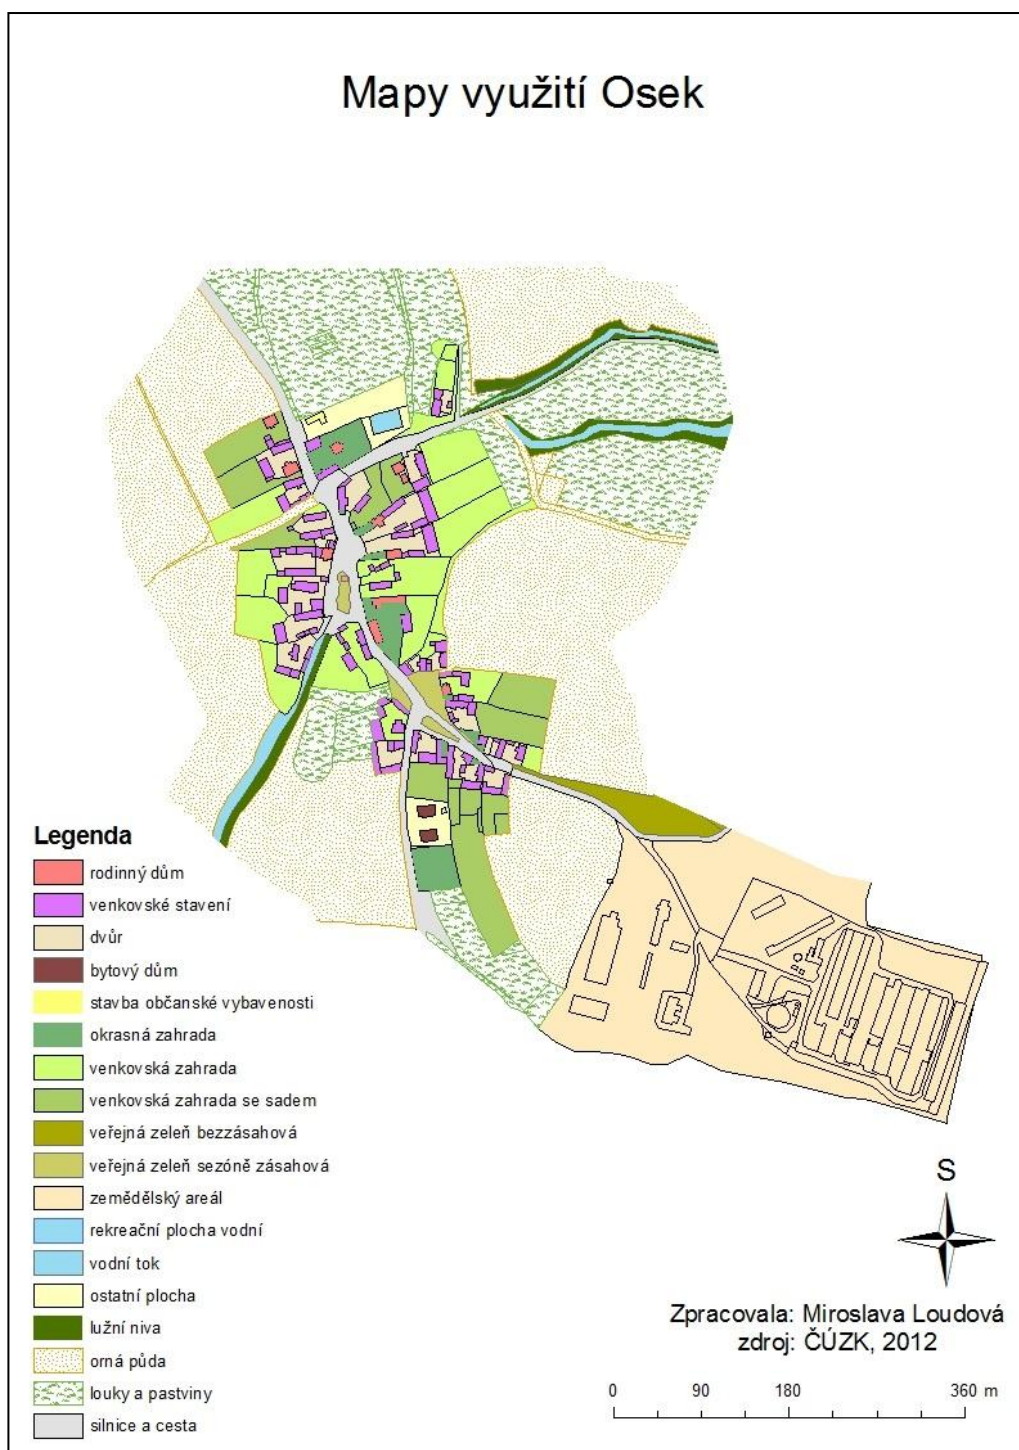 Mapy využití Osek
Legenda
rodinný dům
venkovské stavení
dvůr
bytový dům
stavba občanské vybavenosti
okrasná zahrada
venkovská zahrada
venkovská zahrada se sadem
veřejná zeleň bezzásahová
veřejná zeleň sezóně zásahová
zemědělský areál
rekreační plocha vodní
vodní tok
ostatní plocha
lužní niva
orná půda
louky a pastviny
silnice a cesta
S
Zpracovala: Miroslava Loudová
zdroj: ČÚZK, 2012
0 90 180 360 m